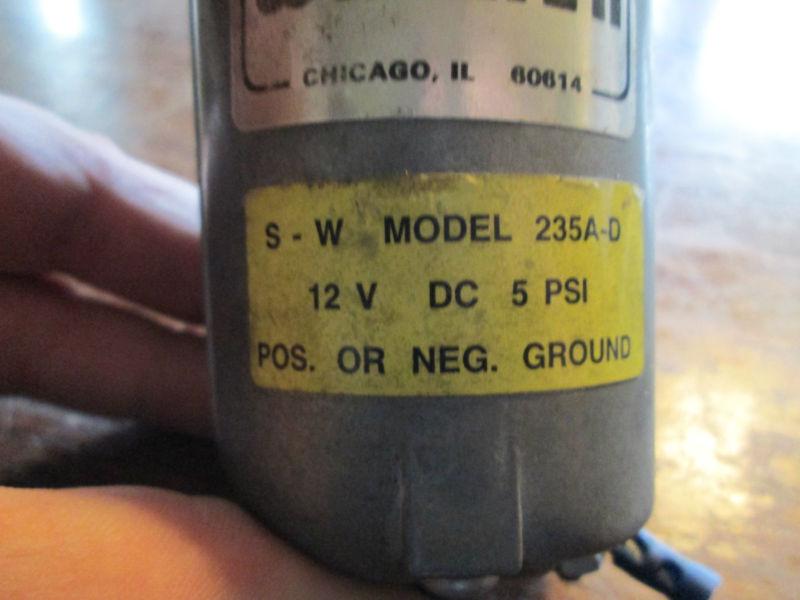 CHICAGO, IL 60614
S - W MODEL 235A-D
12 V DC 5 PSI
POS. OR NEG. GROUND